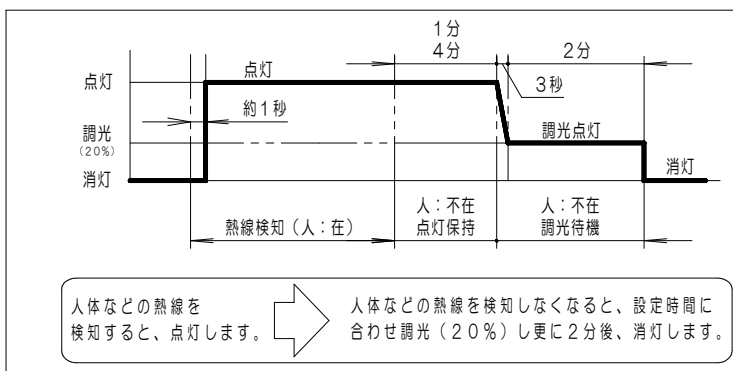 1分
4分
2分
点灯
点灯
3秒
約1秒
調光
(20%)
調光点灯
消灯
消灯
人：不在
点灯保持
人：不在
調光待機
熱線検知(人：在)
人体などの熱線を
検知すると、点灯します。
人体などの熱線を検知しなくなると、設定時間に
合わせ調光(20%)し更に2分後、消灯します。